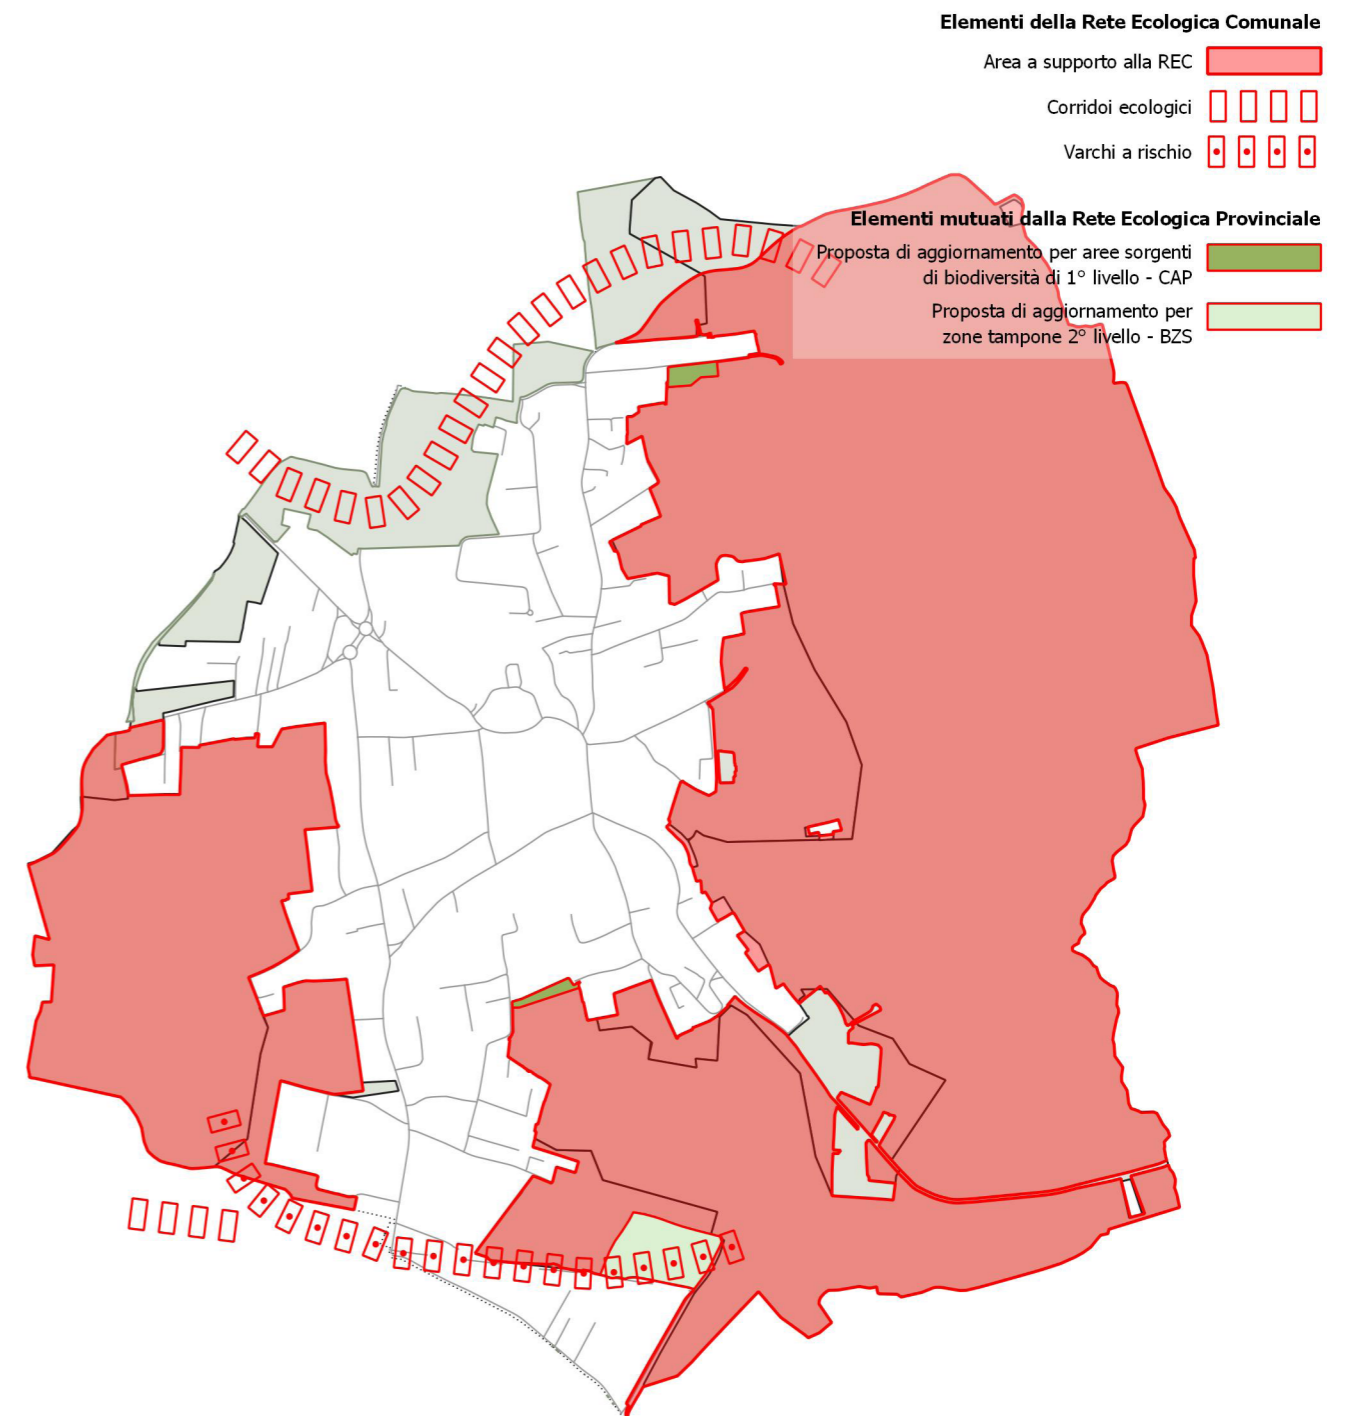 Elementi della Rete Ecologica Comunale
Area a supporto alla REC
Corridoi ecologici
Varchi a rischio
Elementi mutuati dalla Rete Ecologica Provinciale
Proposta di aggiornamento per aree sorgenti
di biodiversità di 1° livello - CAP
Proposta di aggiornamento per
zone tampone 2° livello - BZS